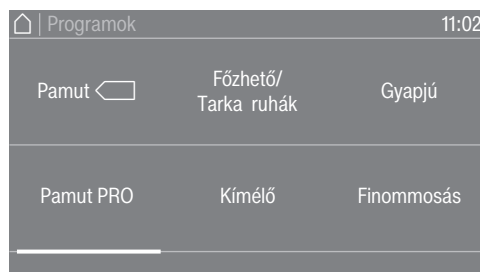 Programok 11:02
Pamut
Főzhető/
Tarka ruhák
Gyapjú
Pamut PRO
Kímélő
Finommosás